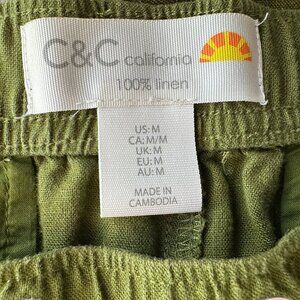 C&C california
100% linen
US: M
CA: M/M
UK: M
EU: M
AU: M
MADE IN
CAMBODIA